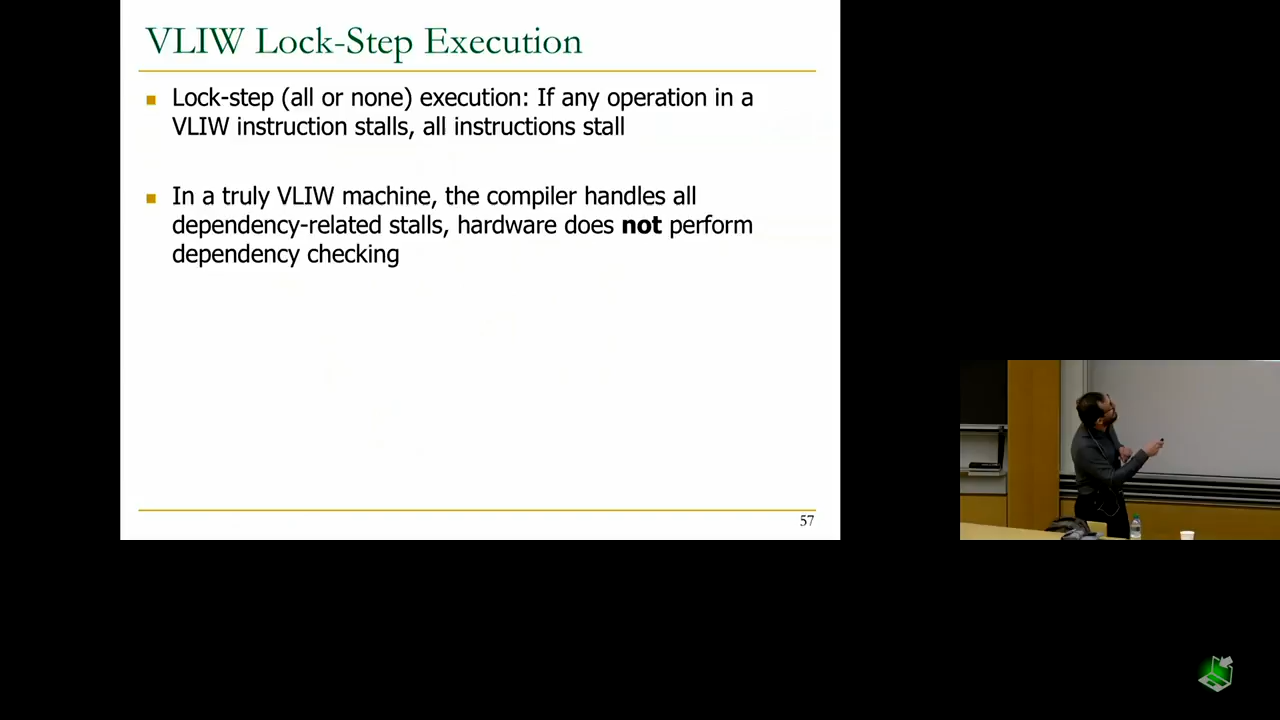 VLIW Lock-Step Execution
Lock-step (all or none) execution: If any operation in a
VLIW instruction stalls, all instructions stall
In a truly VLIW machine, the compiler handles all
dependency-related stalls, hardware does not perform
dependency checking
57